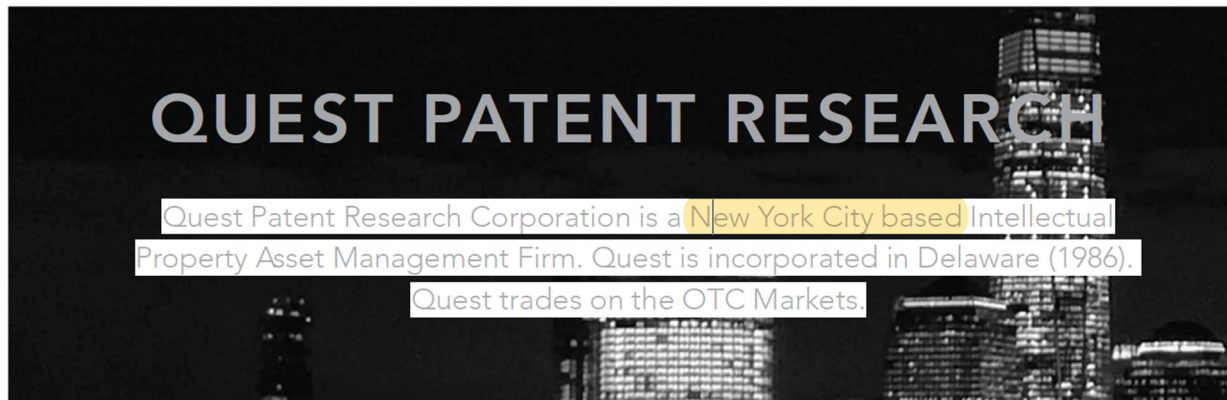 QUEST PATENT RESEARCH
Quest Patent Research Corporation is a New York City based Intellectual
Property Asset Management Firm. Quest is incorporated in Delaware (1986).
Quest trades on the OTC Markets.